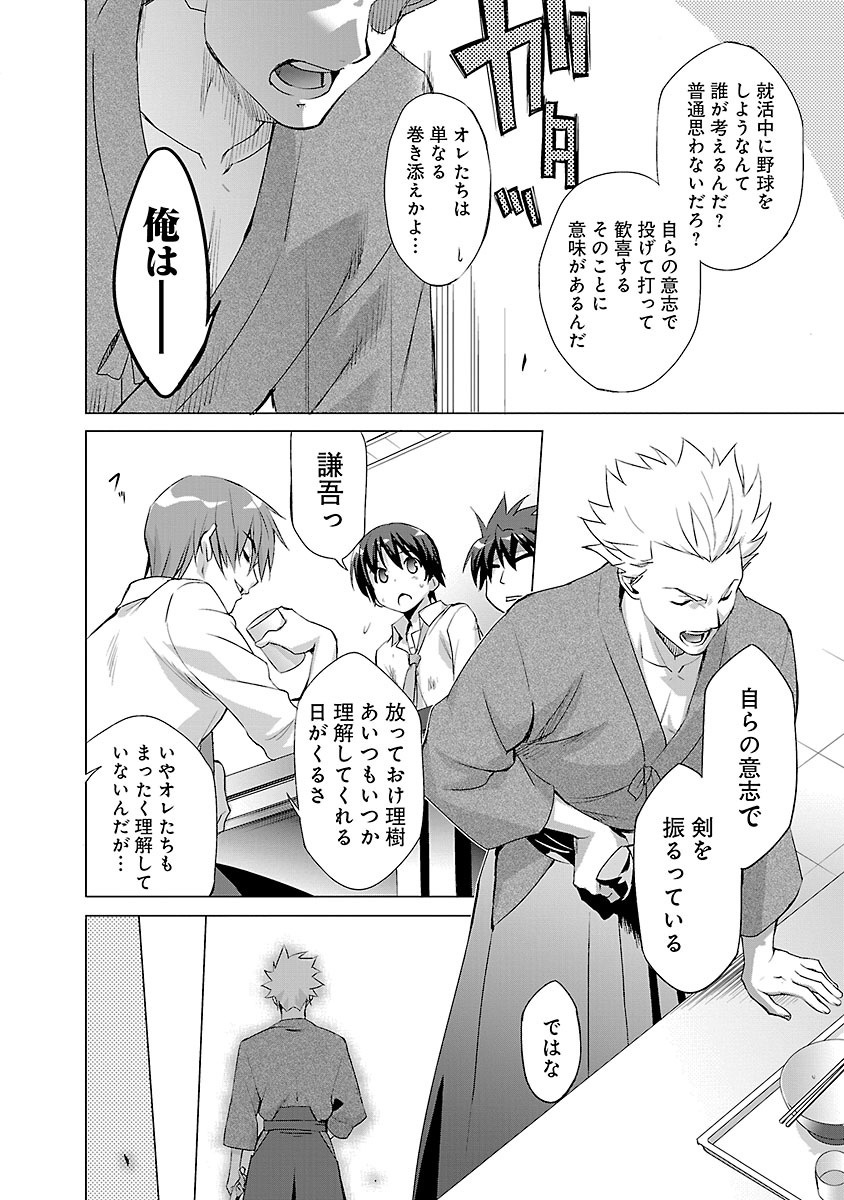 就活中に野球を
しようなんて
誰が考えるんだ？
普通思わないだろ？
自らの意志で
投げて打って
歓喜する
そのことに
意味があるんだ
ガタ
オレたちは
単なる
巻き添えかよ…
俺は——
自らの意志で
剣を
振るっている
謙吾っ
放っておけ理樹
あいつもいつか
理解してくれる
日がくるさ
いやオレたちも
まったく理解して
いないんだが…
ではな